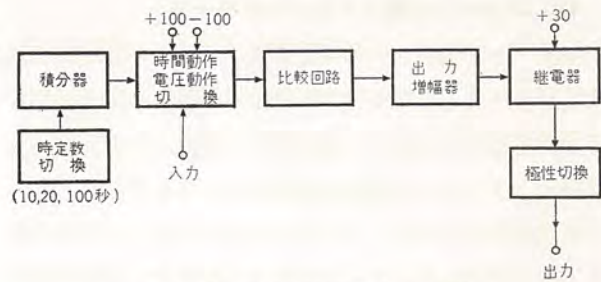 +100-100
+30
積分器
時間動作
電圧動作
切換
比較回路
出力
増幅器
継電器
時定数
切換
(10,20,100秒)
入力
極性切換
出力